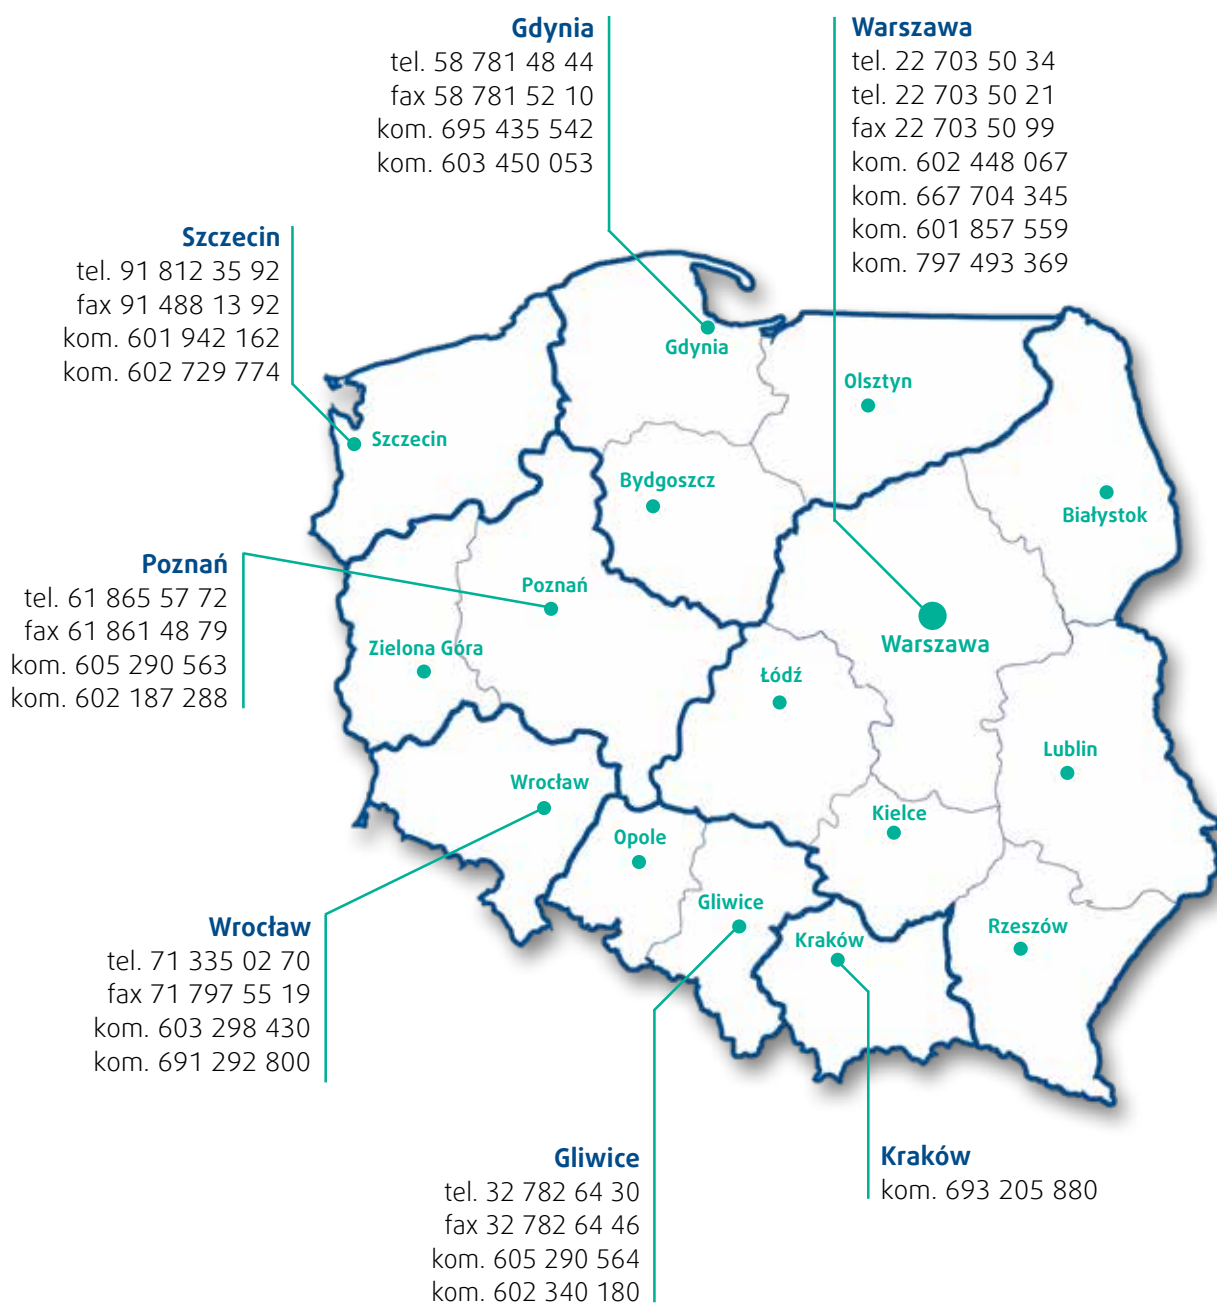 Gdynia
tel. 58 781 48 44
fax 58 781 52 10
kom. 695 435 542
kom. 603 450 053
Warszawa
tel. 22 703 50 34
tel. 22 703 50 21
fax 22 703 50 99
kom. 602 448 067
kom. 667 704 345
kom. 601 857 559
kom. 797 493 369
Szczecin
tel. 91 812 35 92
fax 91 488 13 92
kom. 601 942 162
kom. 602 729 774
Gdynia
Olsztyn
Szczecin
Bydgoszcz
Białystok
Poznań
tel. 61 865 57 72
fax 61 861 48 79
kom. 605 290 563
kom. 602 187 288
Poznań
Zielona Góra
Warszawa
Łódź
Lublin
Wrocław
Kielce
Opole
Gliwice
Kraków
Rzeszów
Wrocław
tel. 71 335 02 70
fax 71 797 55 19
kom. 603 298 430
kom. 691 292 800
Gliwice
tel. 32 782 64 30
fax 32 782 64 46
kom. 605 290 564
kom. 602 340 180
Kraków
kom. 693 205 880